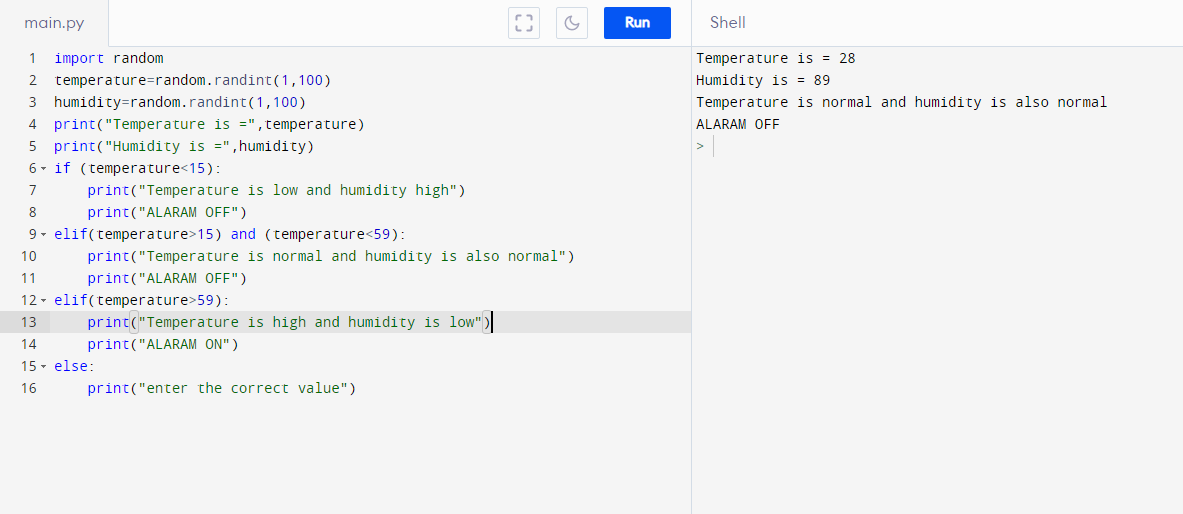 main.py
Run
Shell
1 import random
2 temperature=random.randint(1,100)
3 humidity=random.randint(1,100)
4 print("Temperature is =",temperature)
5 print("Humidity is =",humidity)
6 if (temperature<15):
7     print("Temperature is low and humidity high")
8     print("ALARAM OFF")
9 elif(temperature>15) and (temperature<59):
10     print("Temperature is normal and humidity is also normal")
11     print("ALARAM OFF")
12 elif(temperature>59):
13     print("Temperature is high and humidity is low")
14     print("ALARAM ON")
15 else:
16     print("enter the correct value")
Temperature is = 28
Humidity is = 89
Temperature is normal and humidity is also normal
ALARAM OFF
>